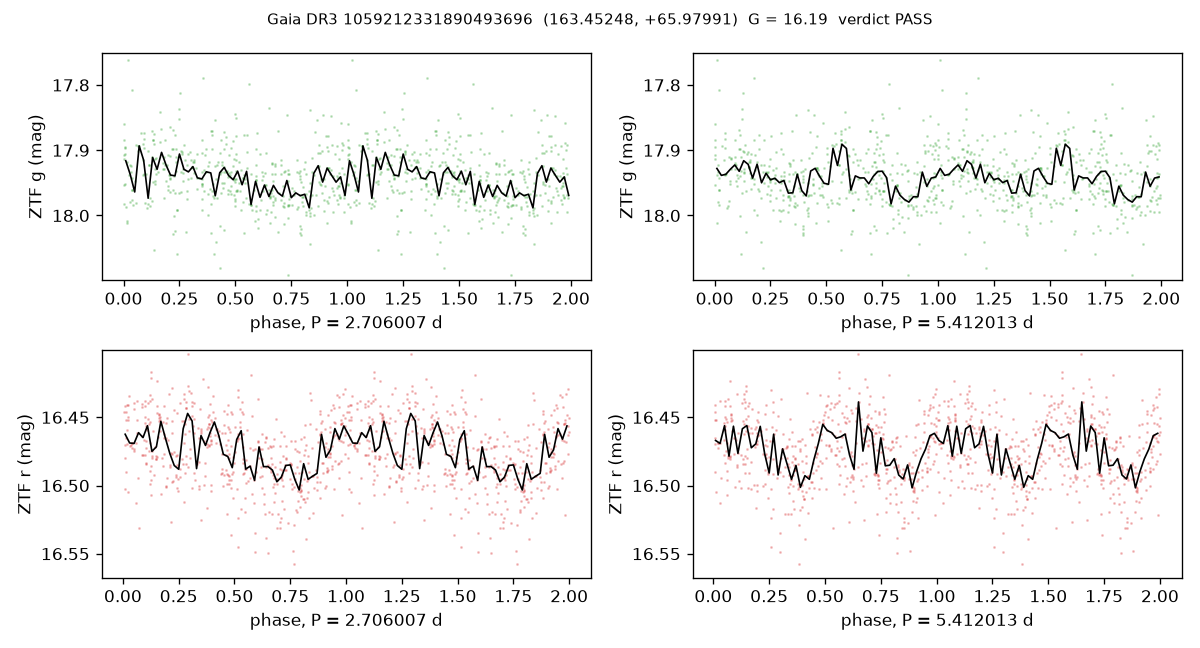 Gaia DR3 1059212331890493696  (163.45248, +65.97991)  G = 16.19  verdict PASS
ZTF g (mag)
17.8
17.9
18.0
0.00 0.25 0.50 0.75 1.00 1.25 1.50 1.75 2.00
phase, P = 2.706007 d
ZTF g (mag)
17.8
17.9
18.0
0.00 0.25 0.50 0.75 1.00 1.25 1.50 1.75 2.00
phase, P = 5.412013 d
ZTF r (mag)
16.45
16.50
16.55
0.00 0.25 0.50 0.75 1.00 1.25 1.50 1.75 2.00
phase, P = 2.706007 d
ZTF r (mag)
16.45
16.50
16.55
0.00 0.25 0.50 0.75 1.00 1.25 1.50 1.75 2.00
phase, P = 5.412013 d